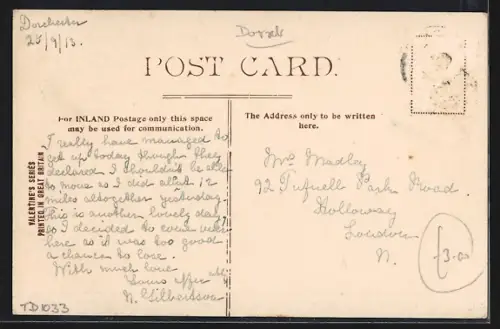 Dorchester
25/9/13.
Dorset
POST CARD.
For INLAND Postage only this space
may be used for communication.
The Address only to be written
here.
I really have managed to
get up today though they
declared I shouldn't be able
to move as I did about 12
miles altogether yesterday.
This is another lovely day
so I decided to come over
here as it was too good
a chance to lose.
With much love
Yours
N.
Mrs Madley
92 Tufnell Park Road
Holloway
London
N.
VALENTINE'S SERIES
PRINTED IN GREAT BRITAIN
£3.00
TD1033